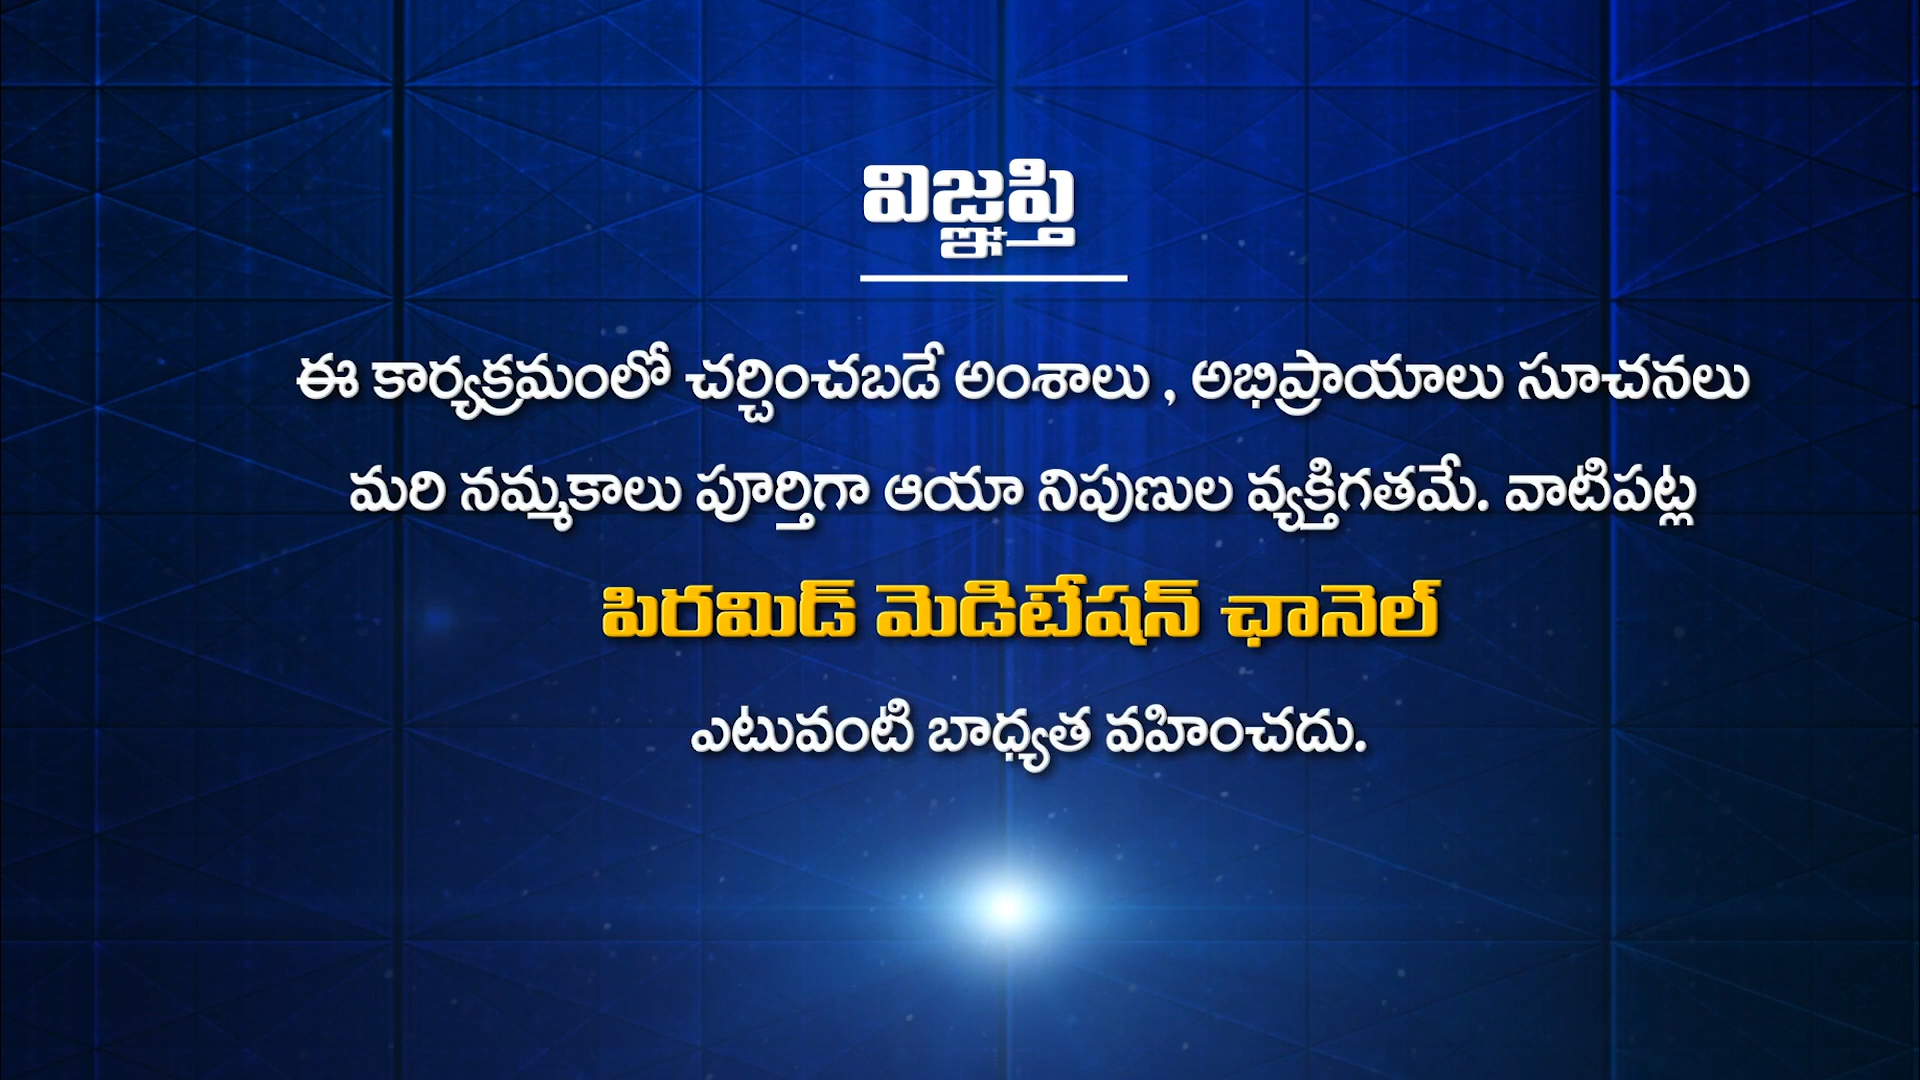 విజ్ఞప్తి
ఈ కార్యక్రమంలో చర్చించబడే అంశాలు , అభిప్రాయాలు సూచనలు
మరి నమ్మకాలు పూర్తిగా ఆయా నిపుణుల వ్యక్తిగతమే. వాటిపట్ల
పిరమిడ్ మెడిటేషన్ ఛానెల్
ఎటువంటి బాధ్యత వహించదు.